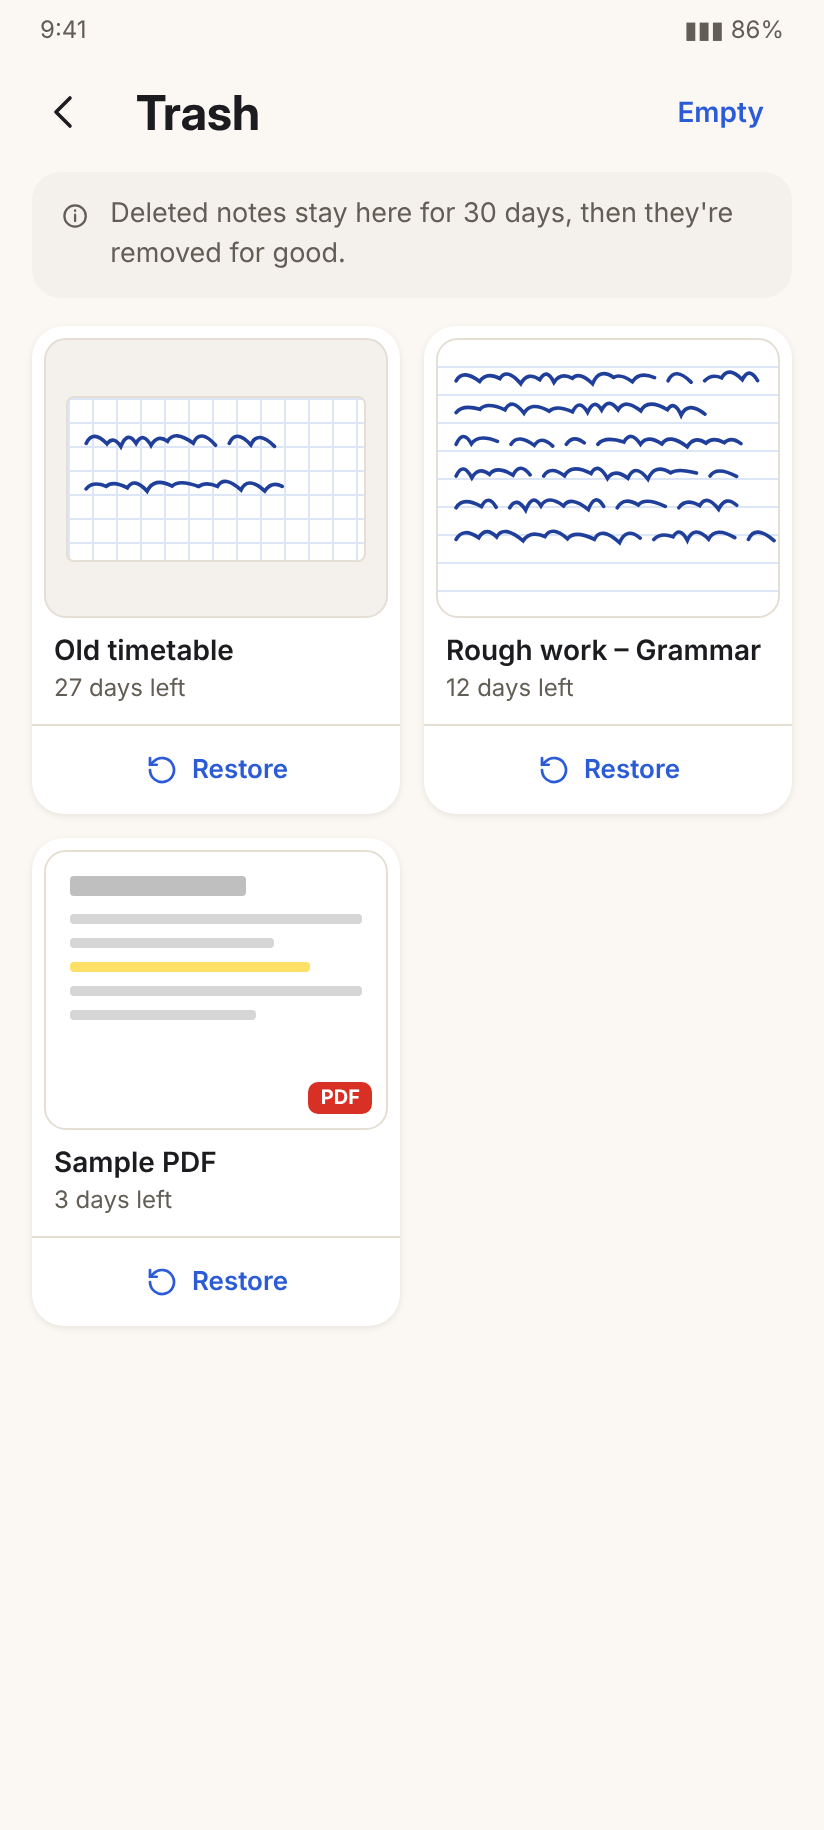 9:41
86%
Trash
Empty
Deleted notes stay here for 30 days, then they're
removed for good.
Old timetable
27 days left
Restore
Rough work – Grammar
12 days left
Restore
PDF
Sample PDF
3 days left
Restore